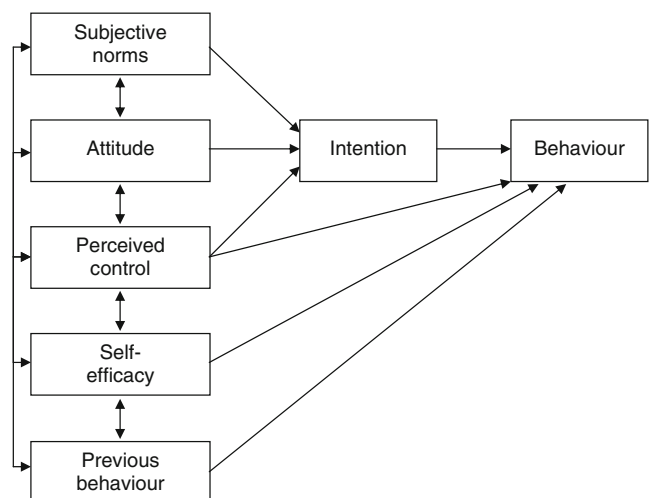 Subjective
norms
Attitude
Intention
Behaviour
Perceived
control
Self-
efficacy
Previous
behaviour